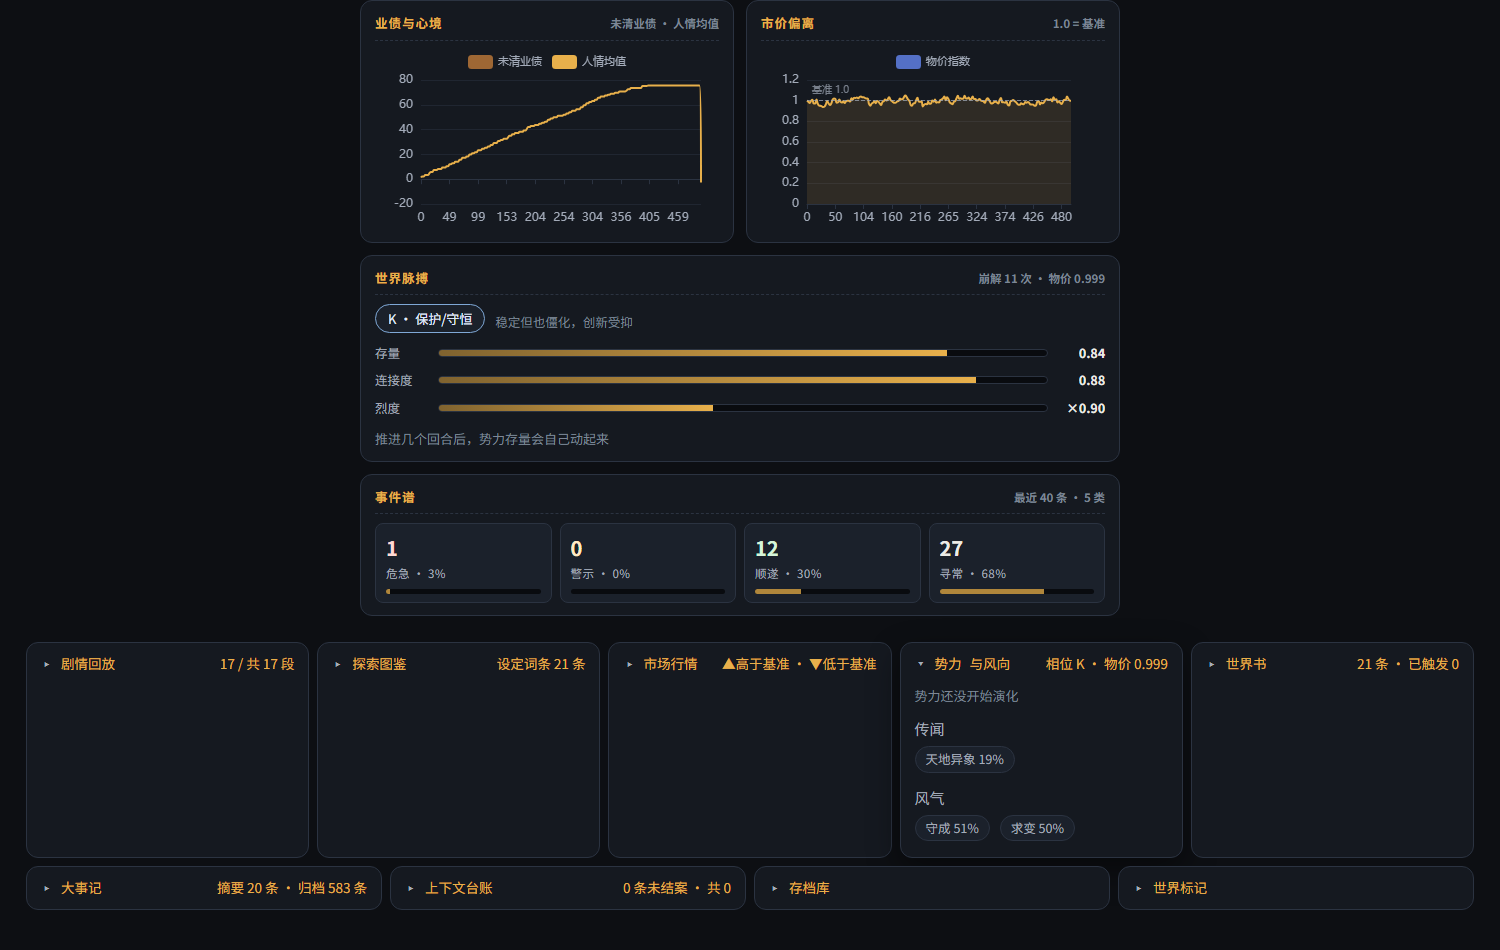 业债与心境 未清业债 · 人情均值
未清业债 人情均值
80
60
40
20
0
-20
0 49 99 153 204 254 304 356 405 459
市价偏离 1.0 = 基准
物价指数
1.2
基准 1.0
1
0.8
0.6
0.4
0.2
0
0 50 104 160 216 265 324 374 426 480
世界脉搏 崩解 11 次 · 物价 0.999
K · 保护/守恒 稳定但也僵化，创新受抑
存量 0.84
连接度 0.88
烈度 ×0.90
推进几个回合后，势力存量会自己动起来
事件谱 最近 40 条 · 5 类
1
危急 · 3%
0
警示 · 0%
12
顺遂 · 30%
27
寻常 · 68%
▸ 剧情回放 17 / 共 17 段
▸ 探索图鉴 设定词条 21 条
▸ 市场行情 ▲高于基准 · ▼低于基准
▾ 势力 与风向 相位 K · 物价 0.999
势力还没开始演化
传闻
天地异象 19%
风气
守成 51% 求变 50%
▸ 世界书 21 条 · 已触发 0
▸ 大事记 摘要 20 条 · 归档 583 条
▸ 上下文台账 0 条未结案 · 共 0
▸ 存档库
▸ 世界标记